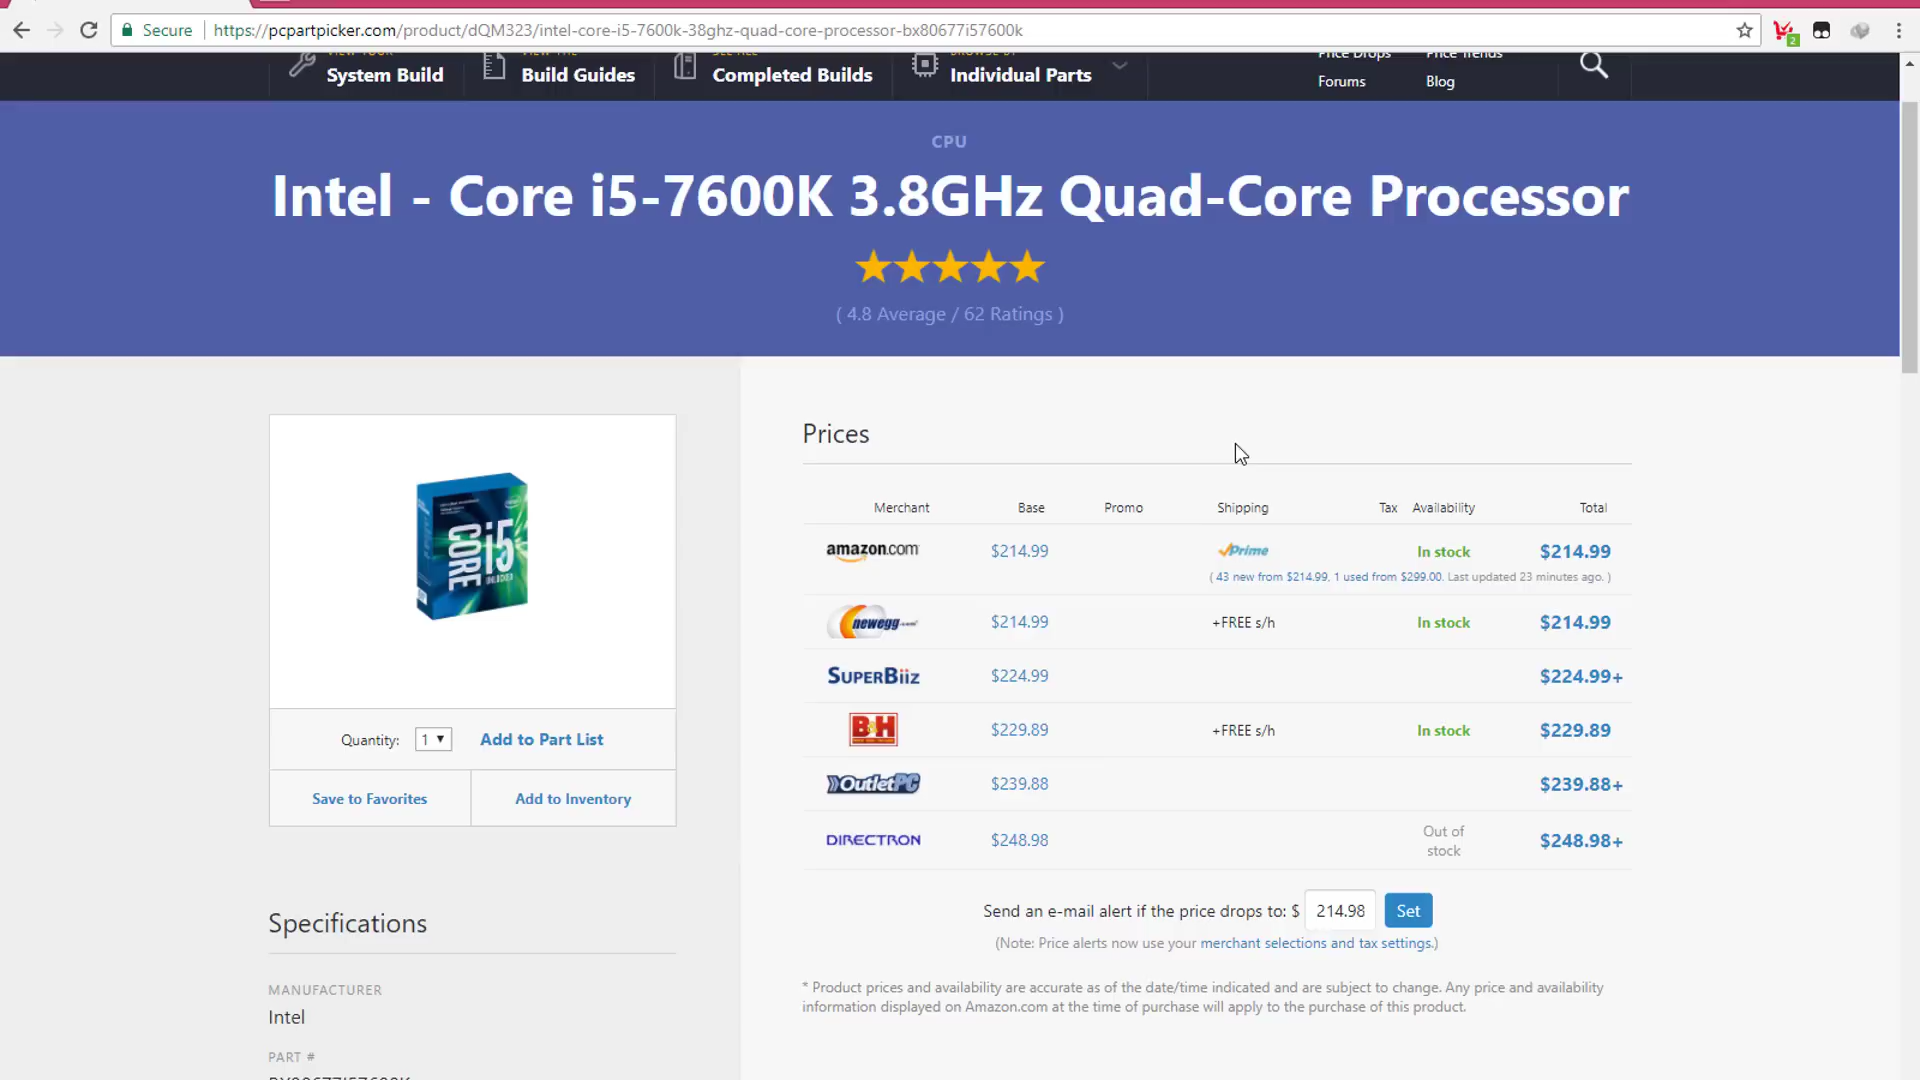 Secure https://pcpartpicker.com/product/dQM323/intel-core-i5-7600k-38ghz-quad-core-processor-bx80677i57600k
2
System Build
Build Guides
Completed Builds
Individual Parts
Price Drops Price Trends
Forums Blog
CPU
Intel - Core i5-7600K 3.8GHz Quad-Core Processor
( 4.8 Average / 62 Ratings )
CORE i5
Quantity: 1 Add to Part List
Save to Favorites Add to Inventory
Specifications
MANUFACTURER
Intel
PART #
Prices
Merchant Base Promo Shipping Tax Availability Total
amazon.com $214.99 Prime In stock $214.99
( 43 new from $214.99, 1 used from $299.00. Last updated 23 minutes ago. )
newegg.com $214.99 +FREE s/h In stock $214.99
SUPERBiiz $224.99 $224.99+
B&H $229.89 +FREE s/h In stock $229.89
OutletPC $239.88 $239.88+
DIRECTRON $248.98 Out of stock $248.98+
Send an e-mail alert if the price drops to: $ 214.98 Set
(Note: Price alerts now use your merchant selections and tax settings.)
* Product prices and availability are accurate as of the date/time indicated and are subject to change. Any price and availability
information displayed on Amazon.com at the time of purchase will apply to the purchase of this product.